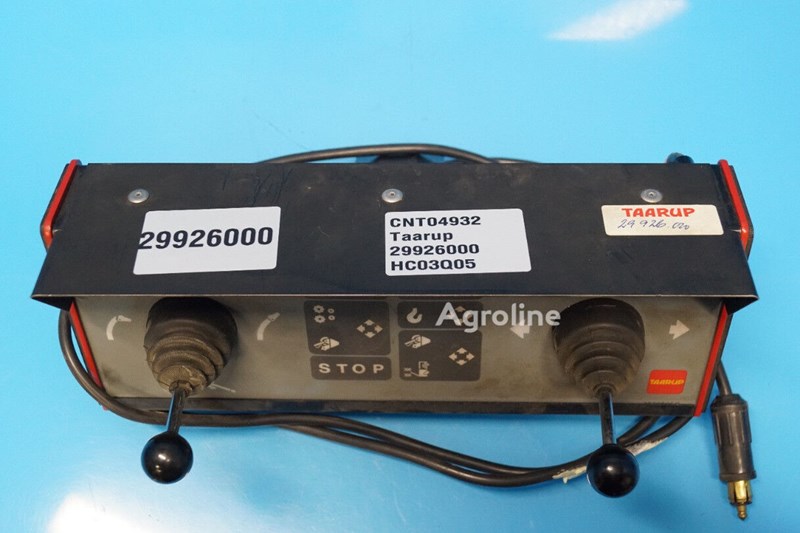 29926000
CNT04932
Taarup
29926000
HC03Q05
TAARUP
29 926 000
Agroline
STOP
TAARUP